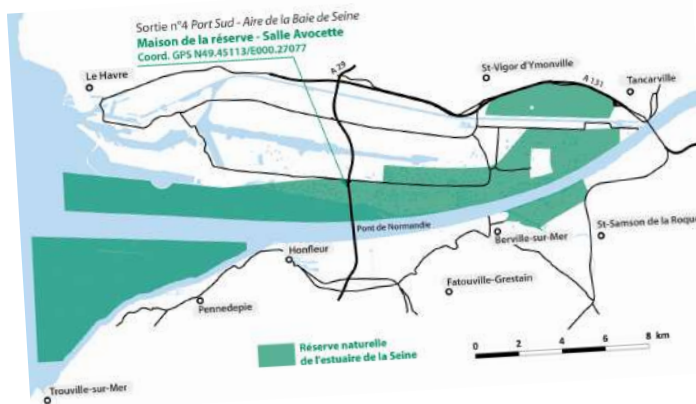 Sortie n°4 Port Sud - Aire de la Baie de Seine
Maison de la réserve - Salle Avocette
Coord. GPS N49.45113/E000.27077
Le Havre
A 29
St-Vigor d'Ymonville
A 131
Tancarville
Pont de Normandie
Honfleur
Berville-sur-Mer
St-Samson de la Roque
Pennedepie
Fatouville-Grestain
Réserve naturelle
de l'estuaire de la Seine
0 2 4 6 8 km
Trouville-sur-Mer